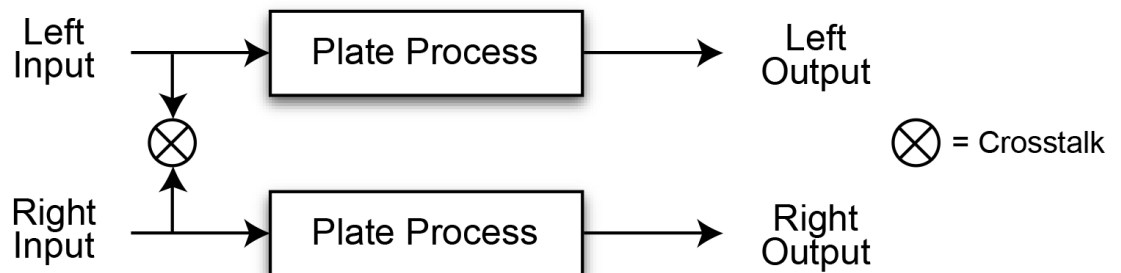 Left
Input
Plate Process
Left
Output
= Crosstalk
Right
Input
Plate Process
Right
Output